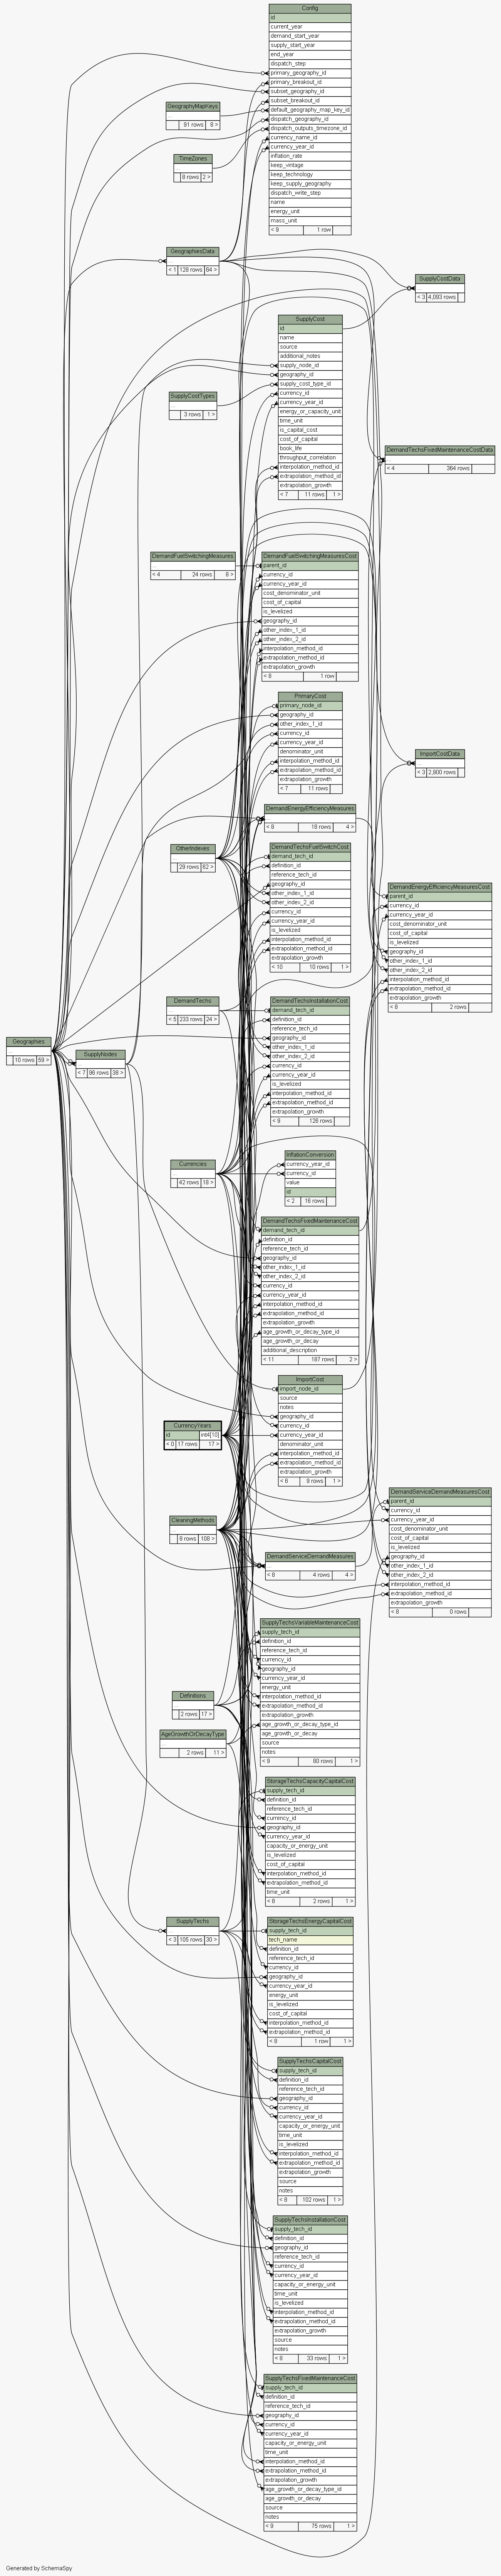 Config
id
current_year
demand_start_year
supply_start_year
end_year
dispatch_step
primary_geography_id
primary_breakout_id
subset_geography_id
subset_breakout_id
default_geography_map_key_id
dispatch_geography_id
dispatch_outputs_timezone_id
currency_name_id
currency_year_id
inflation_rate
keep_vintage
keep_technology
keep_supply_geography
dispatch_write_step
name
energy_unit
mass_unit
< 9 1 row
GeographyMapKeys
...
91 rows 8 >
TimeZones
...
8 rows 2 >
GeographiesData
...
< 1 128 rows 84 >
SupplyCostData
...
< 3 4,093 rows
SupplyCost
id
name
source
additional_notes
supply_node_id
geography_id
supply_cost_type_id
currency_id
currency_year_id
energy_or_capacity_unit
time_unit
is_capital_cost
cost_of_capital
book_life
throughput_correlation
interpolation_method_id
extrapolation_method_id
extrapolation_growth
< 7 11 rows 1 >
SupplyCostTypes
...
3 rows 1 >
DemandTechsFixedMaintenanceCostData
...
< 4 364 rows
DemandFuelSwitchingMeasures
...
< 4 24 rows 8 >
DemandFuelSwitchingMeasuresCost
parent_id
currency_id
currency_year_id
cost_denominator_unit
cost_of_capital
is_levelized
geography_id
other_index_1_id
other_index_2_id
interpolation_method_id
extrapolation_method_id
extrapolation_growth
< 8 1 row
PrimaryCost
primary_node_id
geography_id
other_index_1_id
currency_id
currency_year_id
denominator_unit
interpolation_method_id
extrapolation_method_id
extrapolation_growth
< 7 11 rows
ImportCostData
...
< 3 2,800 rows
DemandEnergyEfficiencyMeasures
...
< 8 18 rows 4 >
OtherIndexes
...
29 rows 62 >
DemandTechsFuelSwitchCost
demand_tech_id
definition_id
reference_tech_id
geography_id
other_index_1_id
other_index_2_id
currency_id
currency_year_id
is_levelized
interpolation_method_id
extrapolation_method_id
extrapolation_growth
< 10 10 rows 1 >
DemandEnergyEfficiencyMeasuresCost
parent_id
currency_id
currency_year_id
cost_denominator_unit
cost_of_capital
is_levelized
geography_id
other_index_1_id
other_index_2_id
interpolation_method_id
extrapolation_method_id
extrapolation_growth
< 8 2 rows
DemandTechs
...
< 5 233 rows 24 >
DemandTechsInstallationCost
demand_tech_id
definition_id
reference_tech_id
geography_id
other_index_1_id
other_index_2_id
currency_id
currency_year_id
is_levelized
interpolation_method_id
extrapolation_method_id
extrapolation_growth
< 9 126 rows
Geographies
...
10 rows 59 >
SupplyNodes
...
< 7 86 rows 38 >
Currencies
...
42 rows 18 >
InflationConversion
currency_year_id
currency_id
value
id
< 2 16 rows
DemandTechsFixedMaintenanceCost
demand_tech_id
definition_id
reference_tech_id
geography_id
other_index_1_id
other_index_2_id
currency_id
currency_year_id
interpolation_method_id
extrapolation_method_id
extrapolation_growth
age_growth_or_decay_type_id
age_growth_or_decay
additional_description
< 11 187 rows 2 >
ImportCost
import_node_id
source
notes
geography_id
currency_id
currency_year_id
denominator_unit
interpolation_method_id
extrapolation_method_id
extrapolation_growth
< 6 9 rows 1 >
CurrencyYears
id int4[10]
< 0 17 rows 17 >
CleaningMethods
...
8 rows 108 >
DemandServiceDemandMeasuresCost
parent_id
currency_id
currency_year_id
cost_denominator_unit
cost_of_capital
is_levelized
geography_id
other_index_1_id
other_index_2_id
interpolation_method_id
extrapolation_method_id
extrapolation_growth
< 8 0 rows
DemandServiceDemandMeasures
...
< 8 4 rows 4 >
SupplyTechsVariableMaintenanceCost
supply_tech_id
definition_id
reference_tech_id
currency_id
geography_id
currency_year_id
energy_unit
interpolation_method_id
extrapolation_method_id
extrapolation_growth
age_growth_or_decay_type_id
age_growth_or_decay
source
notes
< 9 80 rows 1 >
Definitions
...
2 rows 17 >
AgeGrowthOrDecayType
...
2 rows 11 >
StorageTechsCapacityCapitalCost
supply_tech_id
definition_id
reference_tech_id
currency_id
geography_id
currency_year_id
capacity_or_energy_unit
is_levelized
cost_of_capital
interpolation_method_id
extrapolation_method_id
time_unit
< 8 2 rows 1 >
SupplyTechs
...
< 3 105 rows 30 >
StorageTechsEnergyCapitalCost
supply_tech_id
tech_name
definition_id
reference_tech_id
currency_id
geography_id
currency_year_id
energy_unit
is_levelized
cost_of_capital
interpolation_method_id
extrapolation_method_id
< 8 1 row 1 >
SupplyTechsCapitalCost
supply_tech_id
definition_id
reference_tech_id
geography_id
currency_id
currency_year_id
capacity_or_energy_unit
time_unit
is_levelized
interpolation_method_id
extrapolation_method_id
extrapolation_growth
source
notes
< 8 102 rows 1 >
SupplyTechsInstallationCost
supply_tech_id
definition_id
geography_id
reference_tech_id
currency_id
currency_year_id
capacity_or_energy_unit
time_unit
is_levelized
interpolation_method_id
extrapolation_method_id
extrapolation_growth
source
notes
< 8 33 rows 1 >
SupplyTechsFixedMaintenanceCost
supply_tech_id
definition_id
reference_tech_id
geography_id
currency_id
currency_year_id
capacity_or_energy_unit
time_unit
interpolation_method_id
extrapolation_method_id
extrapolation_growth
age_growth_or_decay_type_id
age_growth_or_decay
source
notes
< 9 75 rows 1 >
Generated by SchemaSpy